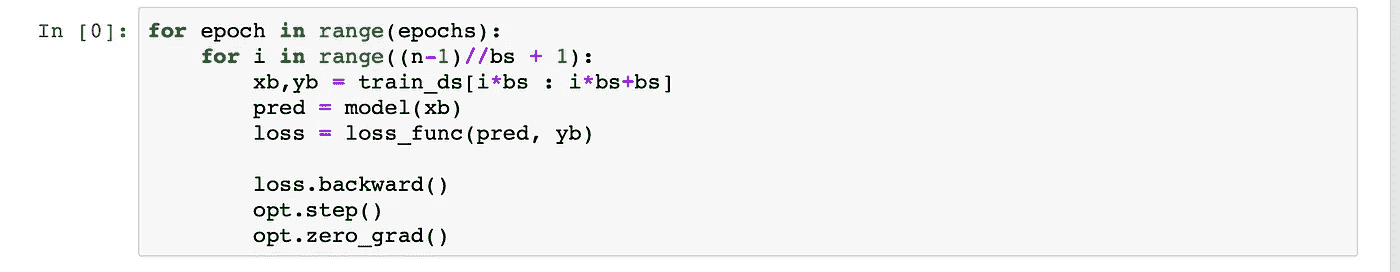 In [0]: for epoch in range(epochs):
for i in range((n-1)//bs + 1):
xb,yb = train_ds[i*bs : i*bs+bs]
pred = model(xb)
loss = loss_func(pred, yb)
loss.backward()
opt.step()
opt.zero_grad()